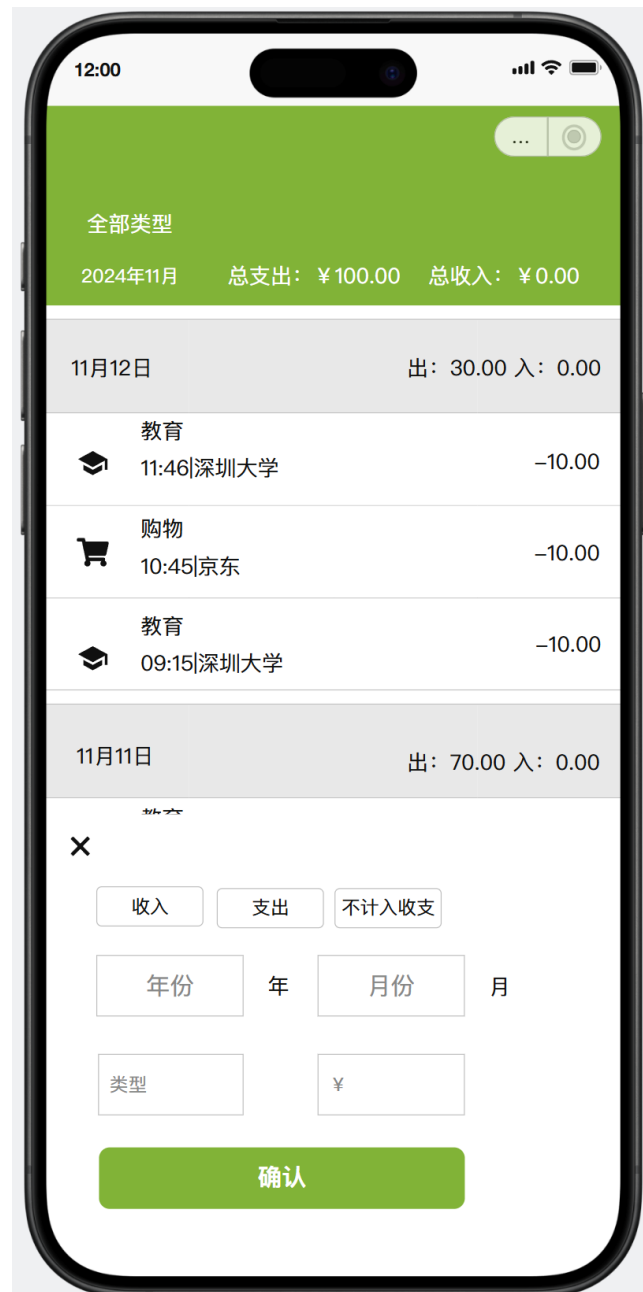 12:00
...
全部类型
2024年11月 总支出：￥100.00 总收入：￥0.00
11月12日 出：30.00 入：0.00
教育
11:46|深圳大学 –10.00
购物
10:45|京东 –10.00
教育
09:15|深圳大学 –10.00
11月11日 出：70.00 入：0.00
教育
收入 支出 不计入收支
年份 年 月份 月
类型 ¥
确认